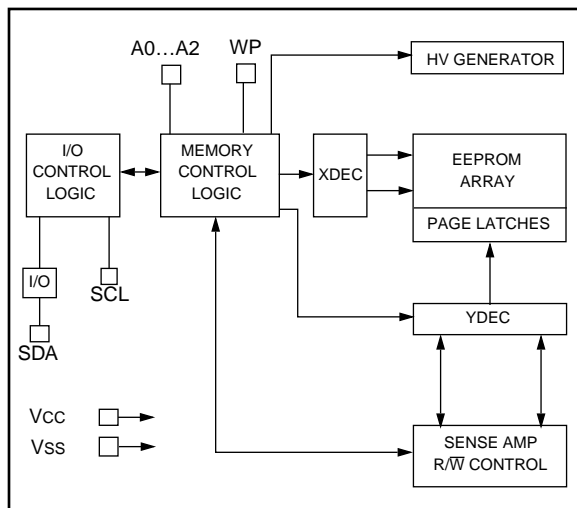 A0...A2
WP
HV GENERATOR
I/O
CONTROL
LOGIC
MEMORY
CONTROL
LOGIC
XDEC
EEPROM
ARRAY
PAGE LATCHES
I/O
SCL
SDA
YDEC
VCC
VSS
SENSE AMP
R/W̅ CONTROL